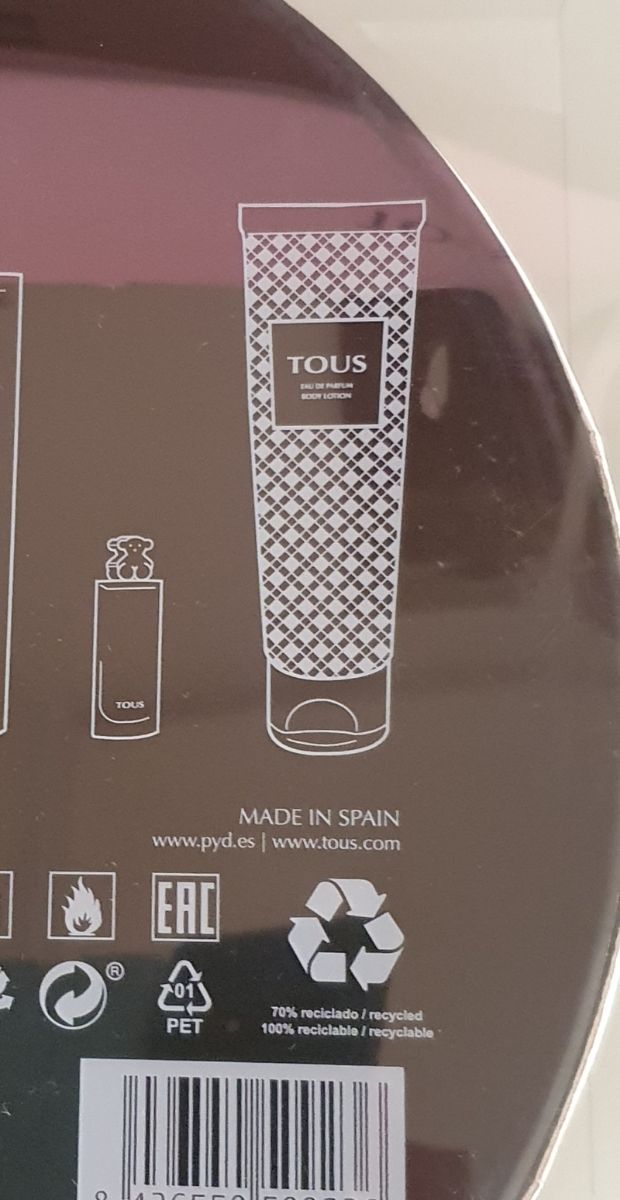 TOUS
EAU DE PARFUM
BODY LOTION
TOUS
MADE IN SPAIN
www.pyd.es | www.tous.com
EAC
®
01
PET
70% reciclado / recycled
100% reciclable / recyclable